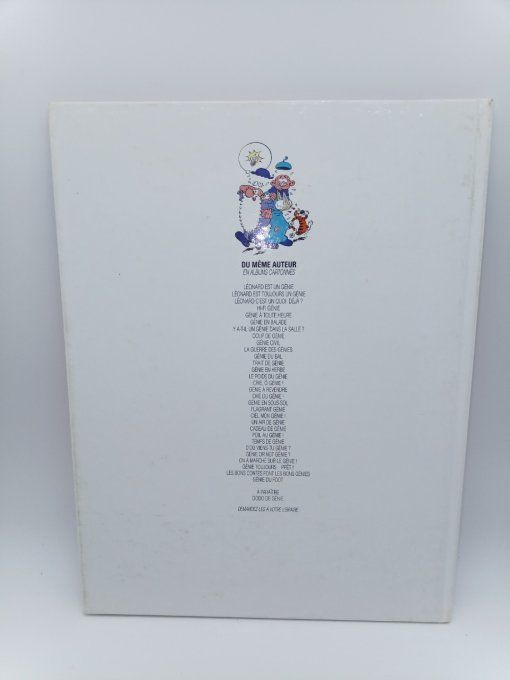 DU MÊME AUTEUR
EN ALBUMS CARTONNÉS
LÉONARD EST UN GÉNIE
LÉONARD EST TOUJOURS UN GÉNIE
LÉONARD C'EST UN QUOI, DÉJÀ ?
HI-FI GÉNIE
GÉNIE À TOUTE HEURE
GÉNIE EN BALADE
Y A-T-IL UN GÉNIE DANS LA SALLE ?
COUP DE GÉNIE
GÉNIE CIVIL
LA GUERRE DES GÉNIES
GÉNIE DU BAL
TRAIT DE GÉNIE
GÉNIE EN HERBE
LE POIDS DU GÉNIE
CIRE, Ô GÉNIE !
GÉNIE À REVENDRE
ÔRE DU GÉNIE !
GÉNIE EN SOUS-SOL
FLAGRANT GÉNIE
CIEL MON GÉNIE !
UN AIR DE GÉNIE
CADEAU DE GÉNIE
POIL AU GÉNIE !
TEMPS DE GÉNIE
D'OÙ VIENS-TU GÉNIE ?
GÉNIE OR NOT GÉNIE ?
ON A MARCHÉ SUR LE GÉNIE !
GÉNIE TOUJOURS... PRÊT !
LES BONS CONTES FONT LES BONS GÉNIES
GÉNIE DU FOOT
À PARAÎTRE
DODO DE GÉNIE
DEMANDEZ-LES À VOTRE LIBRAIRE